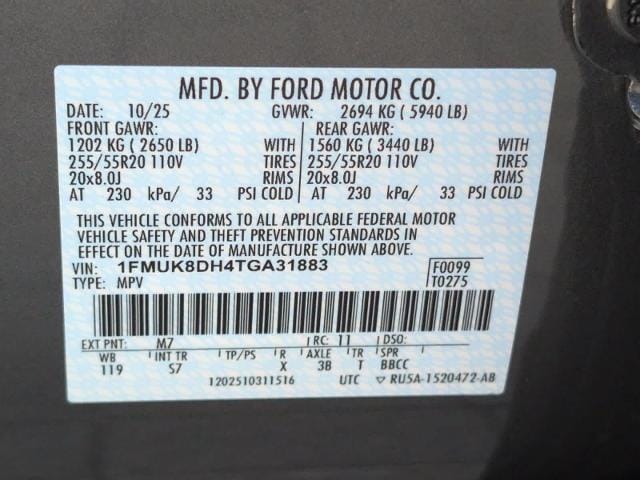 MFD. BY FORD MOTOR CO.
DATE: 10/25 GVWR: 2694 KG ( 5940 LB)
FRONT GAWR: REAR GAWR:
1202 KG ( 2650 LB) 1560 KG ( 3440 LB)
255/55R20 110V TIRES 255/55R20 110V TIRES
20x8.0J RIMS 20x8.0J RIMS
AT 230 kPa/ 33 PSI COLD AT 230 kPa/ 33 PSI COLD
THIS VEHICLE CONFORMS TO ALL APPLICABLE FEDERAL MOTOR
VEHICLE SAFETY AND THEFT PREVENTION STANDARDS IN
EFFECT ON THE DATE OF MANUFACTURE SHOWN ABOVE.
VIN: 1FMUK8DH4TGA31883 F0099
TYPE: MPV T0275
EXT PNT: M7 RC: 11 DSO:
WB INT TR TP/PS R AXLE TR SPR
119 S7 X 3B T BBCC
1202510311516 UTC RU5A-1520472-AB